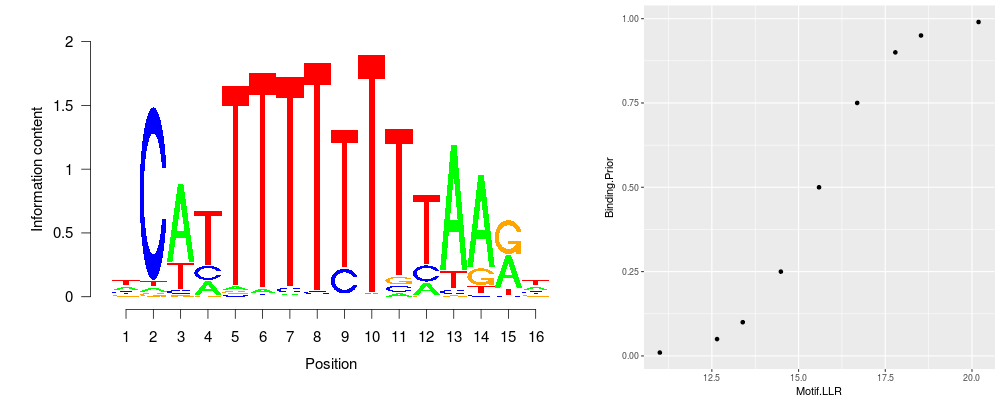 Information content
2
1.5
1
0.5
0
C A T T T T T T T T T A A G
C C C G A
T A T A
1 2 3 4 5 6 7 8 9 10 11 12 13 14 15 16
Position
Binding.Prior
1.00
0.75
0.50
0.25
0.00
12.5 15.0 17.5 20.0
Motif.LLR